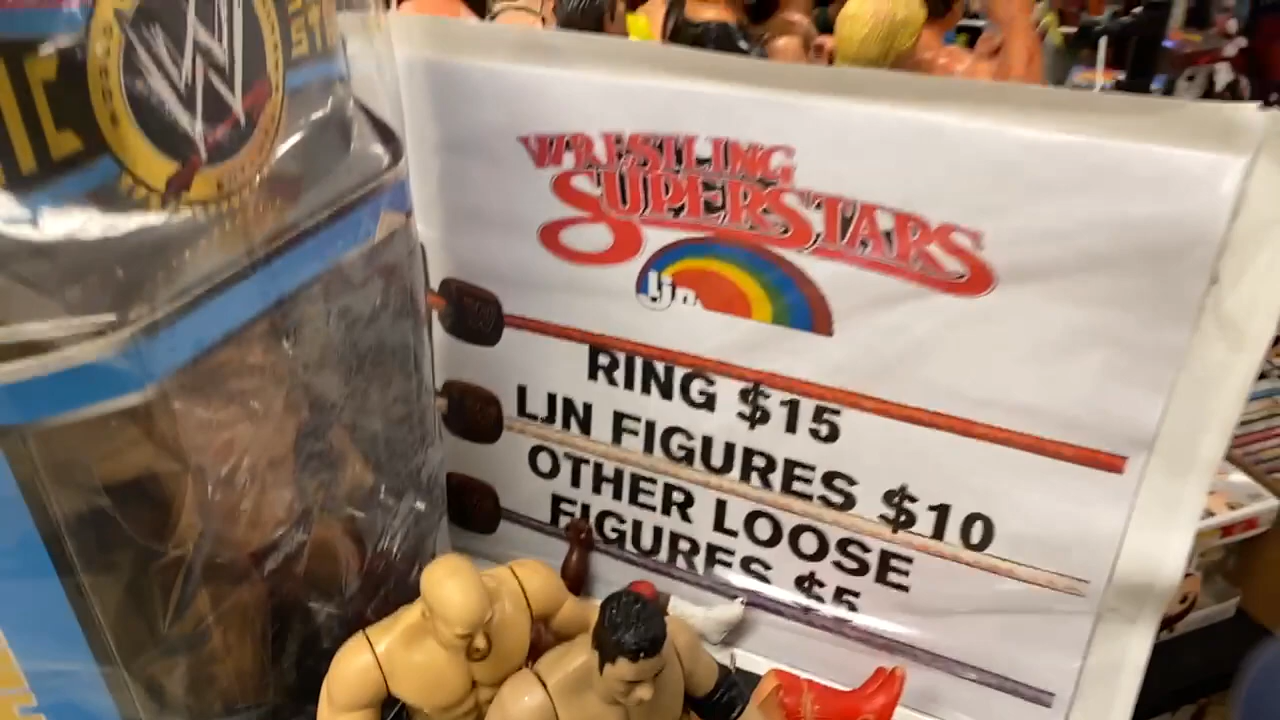 W
WRESTLING
SUPERSTARS
ljn
RING $15
LJN FIGURES $10
OTHER LOOSE
FIGURES $5